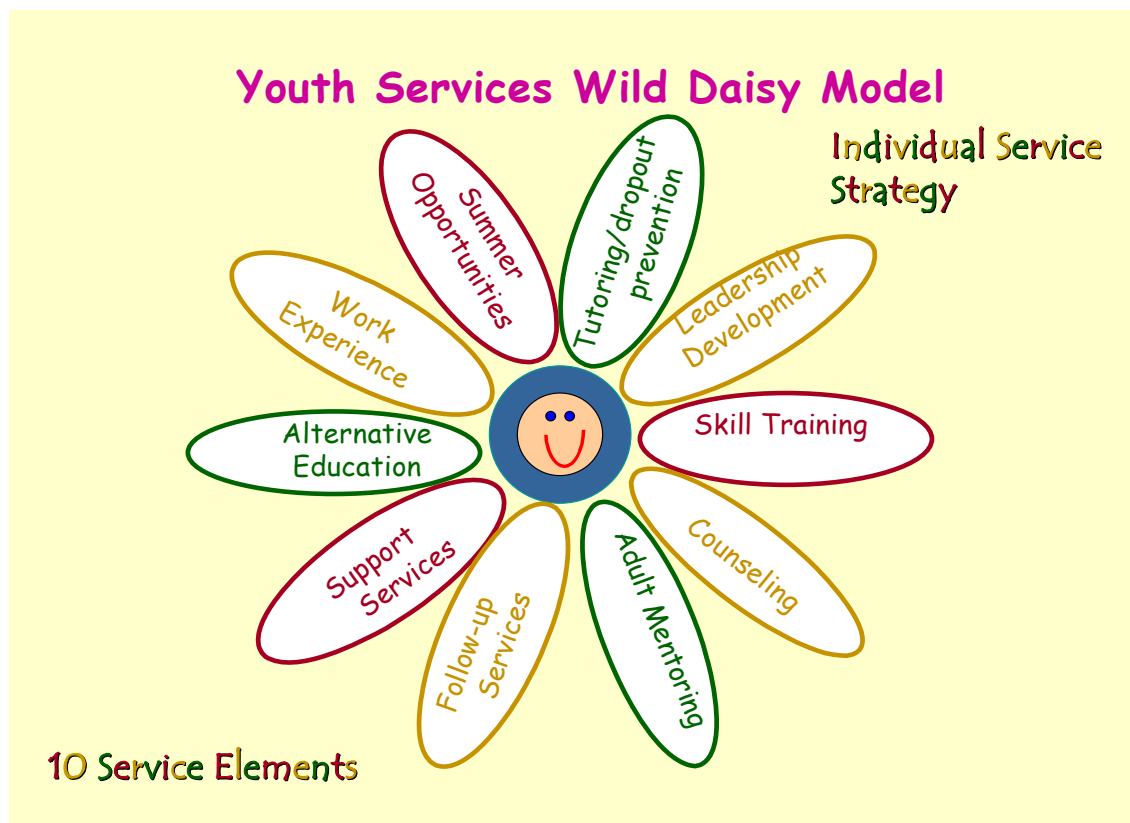 Youth Services Wild Daisy Model
Individual Service
Strategy
Summer
Opportunities
Tutoring/dropout
prevention
Leadership
Development
Work
Experience
Skill Training
Alternative
Education
Counseling
Support
Services
Adult Mentoring
Follow-up
Services
10 Service Elements